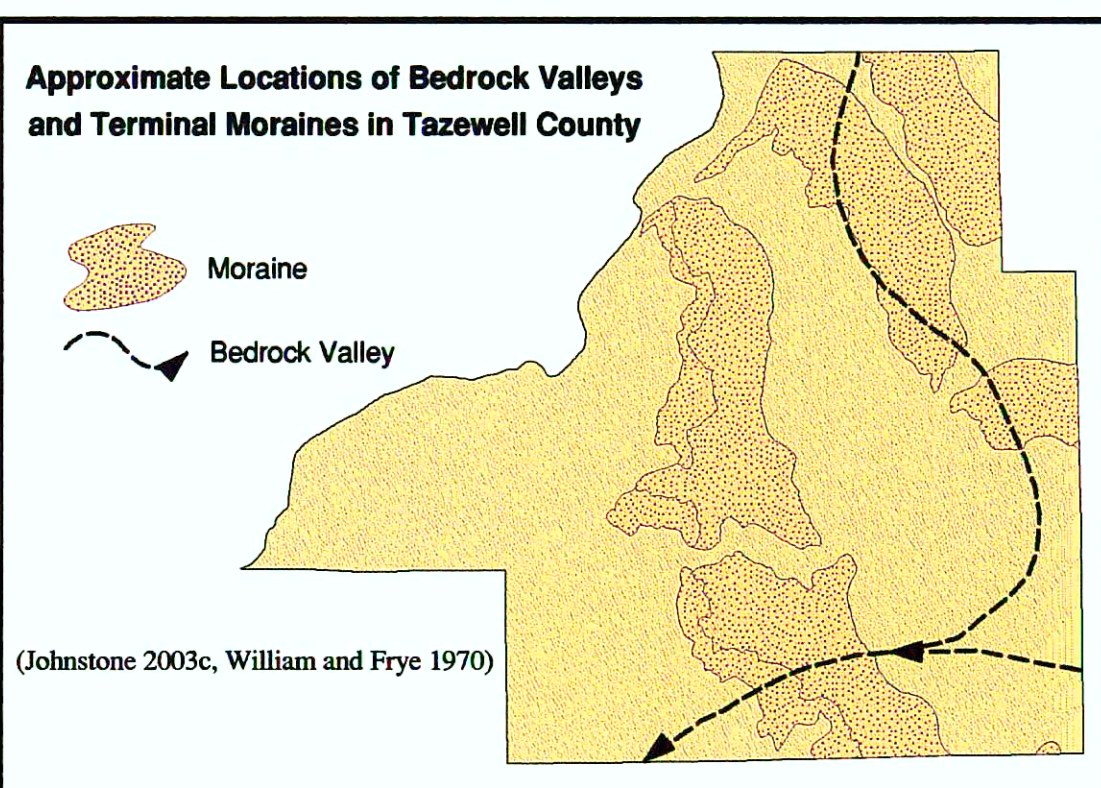 Approximate Locations of Bedrock Valleys
and Terminal Moraines in Tazewell County
Moraine
Bedrock Valley
(Johnstone 2003c, William and Frye 1970)